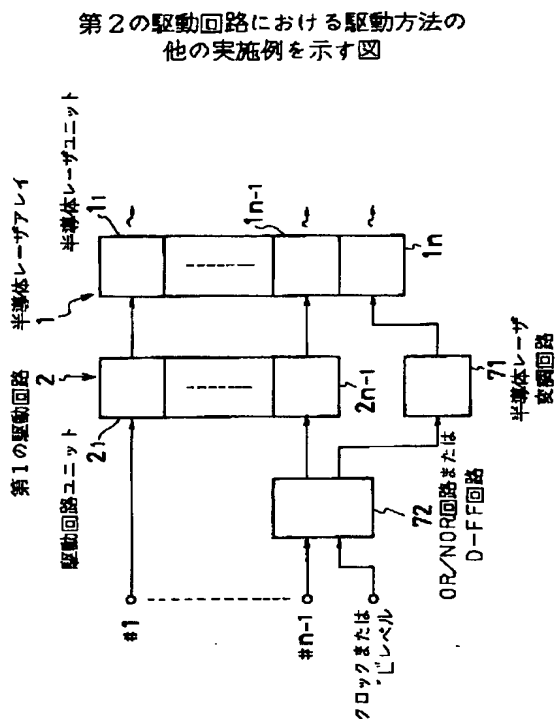 第2の駆動回路における駆動方法の
他の実施例を示す図
半導体レーザアレイ
1
半導体レーザユニット
11
1n-1
1n
第1の駆動回路
2
駆動回路ユニット
21
2n-1
71
半導体レーザ
変調回路
72
OR/NOR回路または
D-FF回路
#1
#n-1
クロックまたは
"L"レベル